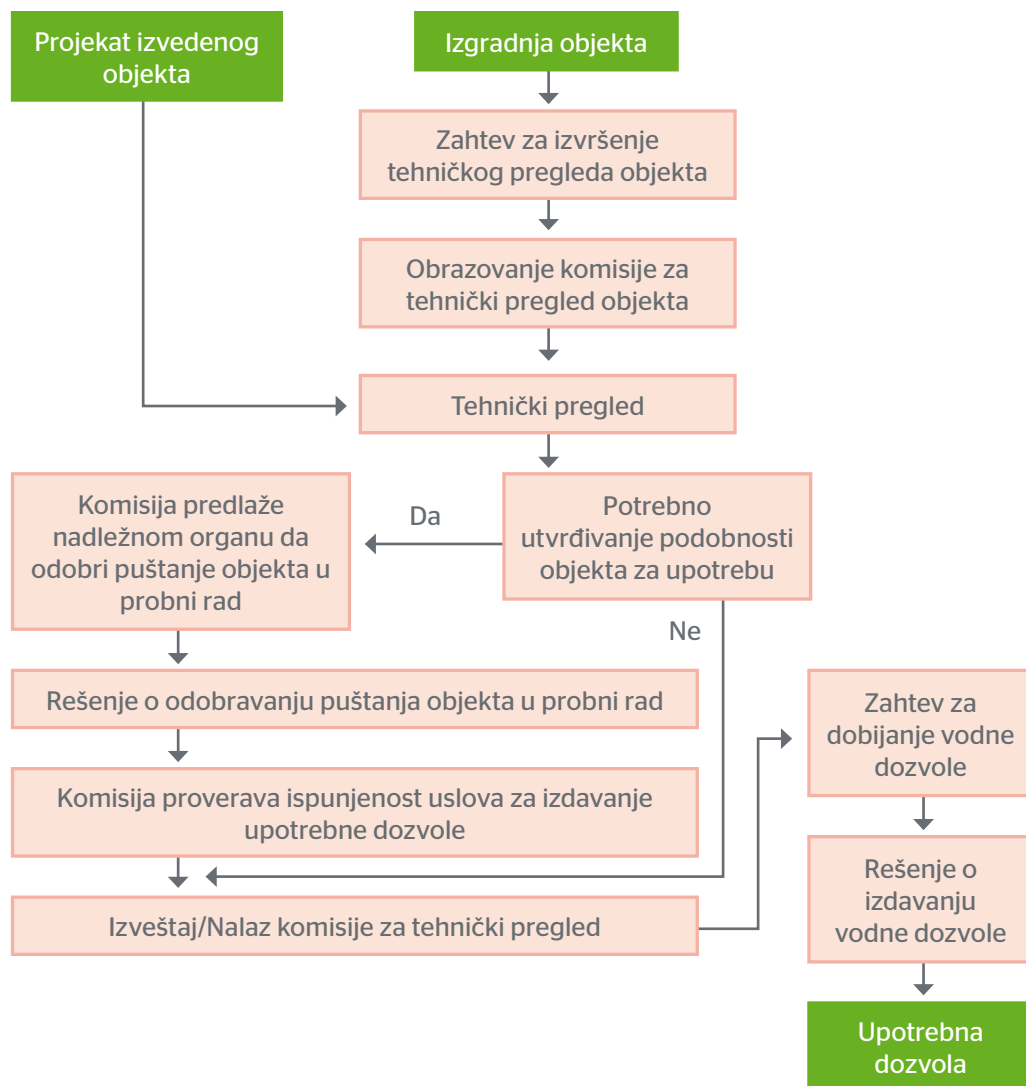 Projekat izvedenog
objekta
Izgradnja objekta
Zahtev za izvršenje
tehničkog pregleda objekta
Obrazovanje komisije za
tehnički pregled objekta
Tehnički pregled
Komisija predlaže
nadležnom organu da
odobri puštanje objekta u
probni rad
Da
Potrebno
utvrđivanje podobnosti
objekta za upotrebu
Ne
Rešenje o odobravanju puštanja objekta u probni rad
Komisija proverava ispunjenost uslova za izdavanje
upotrebne dozvole
Izveštaj/Nalaz komisije za tehnički pregled
Zahtev za
dobijanje vodne
dozvole
Rešenje o
izdavanju
vodne dozvole
Upotrebna
dozvola